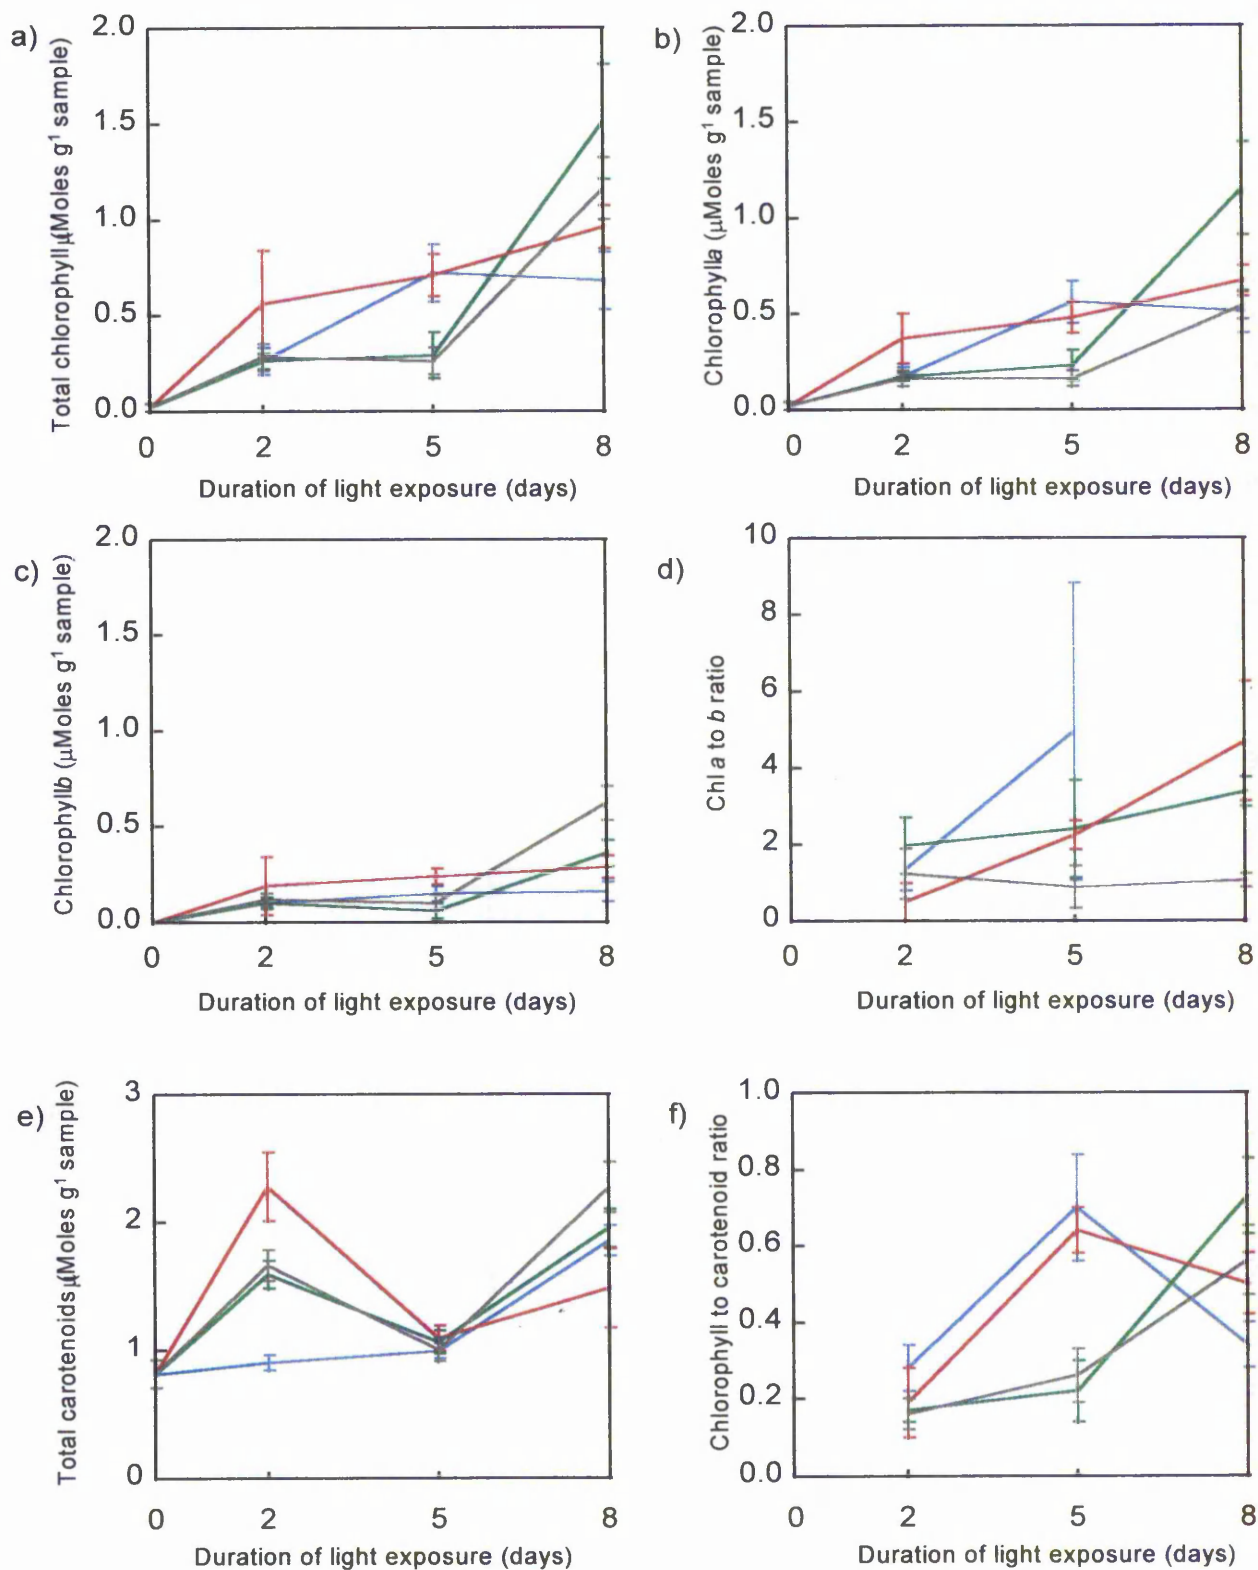 a)
Total chlorophyll μ(Moles g¹ sample)
2.0
1.5
1.0
0.5
0.0
0 2 5 8
Duration of light exposure (days)
b)
Chlorophylla (μMoles g¹ sample)
2.0
1.5
1.0
0.5
0.0
0 2 5 8
Duration of light exposure (days)
c)
Chlorophyllb (μMoles g¹ sample)
2.0
1.5
1.0
0.5
0.0
0 2 5 8
Duration of light exposure (days)
d)
Chl a to b ratio
10
8
6
4
2
0
0 2 5 8
Duration of light exposure (days)
e)
Total carotenoids μ(Moles g¹ sample)
3
2
1
0
0 2 5 8
Duration of light exposure (days)
f)
Chlorophyll to carotenoid ratio
1.0
0.8
0.6
0.4
0.2
0.0
0 2 5 8
Duration of light exposure (days)